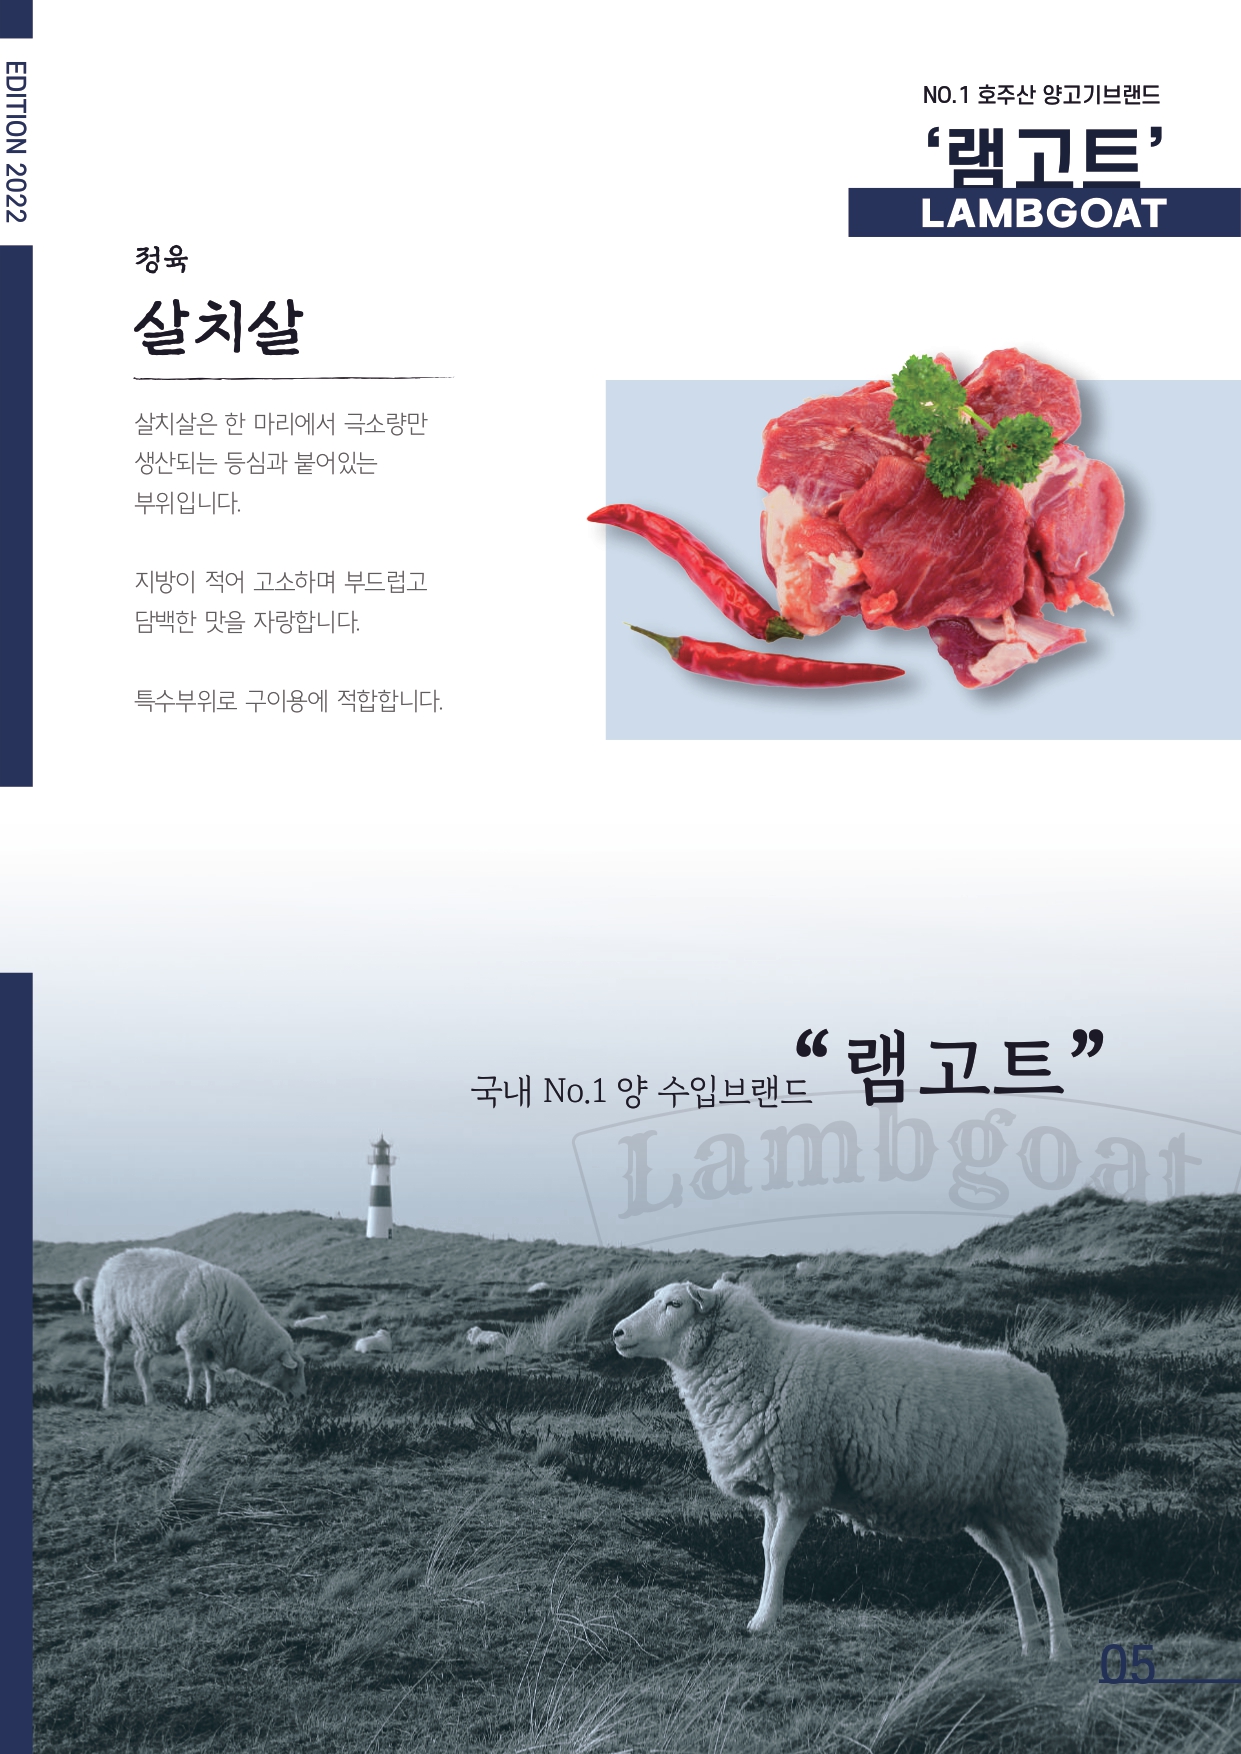 EDITION 2022
NO.1 호주산 양고기브랜드
‘램고트’
LAMBGOAT
정육
살치살
살치살은 한 마리에서 극소량만
생산되는 등심과 붙어있는
부위입니다.
지방이 적어 고소하며 부드럽고
담백한 맛을 자랑합니다.
특수부위로 구이용에 적합합니다.
국내 No.1 양 수입브랜드 “램고트”
Lambgoat
05